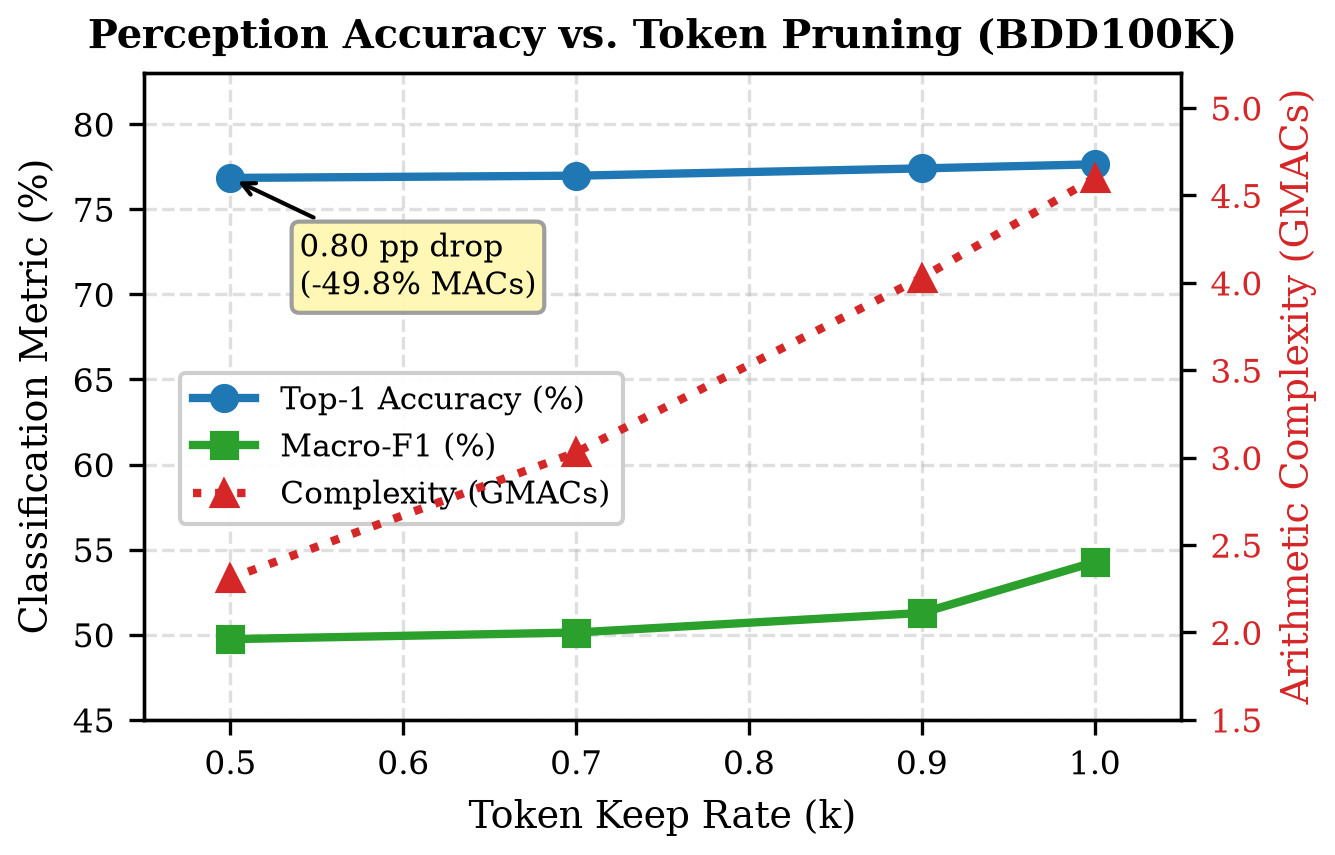 Perception Accuracy vs. Token Pruning (BDD100K)
Classification Metric (%)
80
75
70
65
60
55
50
45
0.80 pp drop
(-49.8% MACs)
Top-1 Accuracy (%)
Macro-F1 (%)
Complexity (GMACs)
5.0
4.5
4.0
3.5
3.0
2.5
2.0
1.5
Arithmetic Complexity (GMACs)
0.5 0.6 0.7 0.8 0.9 1.0
Token Keep Rate (k)